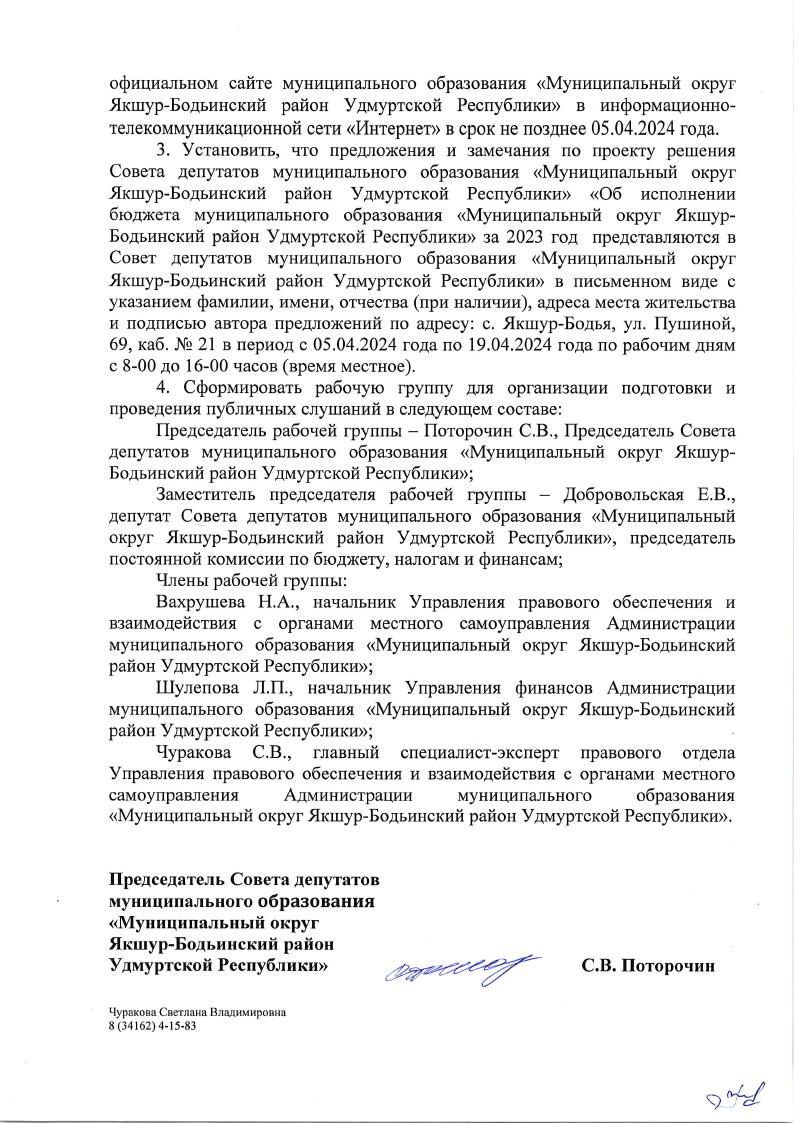 официальном сайте муниципального образования «Муниципальный округ
Якшур-Бодьинский район Удмуртской Республики» в информационно-
телекоммуникационной сети «Интернет» в срок не позднее 05.04.2024 года.
3. Установить, что предложения и замечания по проекту решения
Совета депутатов муниципального образования «Муниципальный округ
Якшур-Бодьинский район Удмуртской Республики» «Об исполнении
бюджета муниципального образования «Муниципальный округ Якшур-
Бодьинский район Удмуртской Республики» за 2023 год представляются в
Совет депутатов муниципального образования «Муниципальный округ
Якшур-Бодьинский район Удмуртской Республики» в письменном виде с
указанием фамилии, имени, отчества (при наличии), адреса места жительства
и подписью автора предложений по адресу: с. Якшур-Бодья, ул. Пушиной,
69, каб. № 21 в период с 05.04.2024 года по 19.04.2024 года по рабочим дням
с 8-00 до 16-00 часов (время местное).
4. Сформировать рабочую группу для организации подготовки и
проведения публичных слушаний в следующем составе:
Председатель рабочей группы – Поторочин С.В., Председатель Совета
депутатов муниципального образования «Муниципальный округ Якшур-
Бодьинский район Удмуртской Республики»;
Заместитель председателя рабочей группы – Добровольская Е.В.,
депутат Совета депутатов муниципального образования «Муниципальный
округ Якшур-Бодьинский район Удмуртской Республики», председатель
постоянной комиссии по бюджету, налогам и финансам;
Члены рабочей группы:
Вахрушева Н.А., начальник Управления правового обеспечения и
взаимодействия с органами местного самоуправления Администрации
муниципального образования «Муниципальный округ Якшур-Бодьинский
район Удмуртской Республики»;
Шулепова Л.П., начальник Управления финансов Администрации
муниципального образования «Муниципальный округ Якшур-Бодьинский
район Удмуртской Республики»;
Чуракова С.В., главный специалист-эксперт правового отдела
Управления правового обеспечения и взаимодействия с органами местного
самоуправления Администрации муниципального образования
«Муниципальный округ Якшур-Бодьинский район Удмуртской Республики».
Председатель Совета депутатов
муниципального образования
«Муниципальный округ
Якшур-Бодьинский район
Удмуртской Республики» С.В. Поторочин
Чуракова Светлана Владимировна
8 (34162) 4-15-83